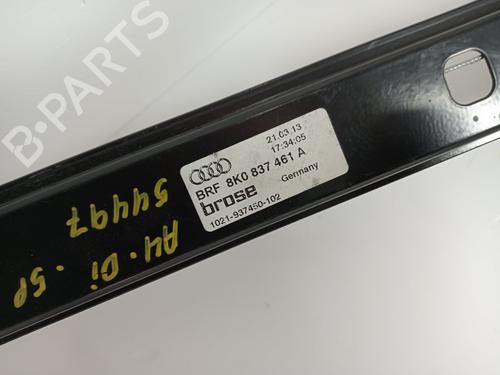 21.03.13
17:34:05
BRF 8K0 837 461 A
brose
Germany
1021-937450-102
54497
A4. Di . 5P
B-PARTS